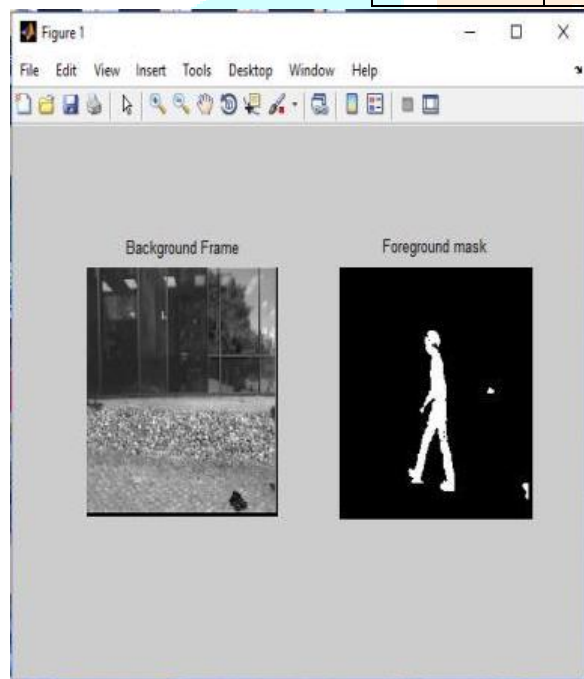 Figure 1
File Edit View Insert Tools Desktop Window Help
Background Frame
Foreground mask